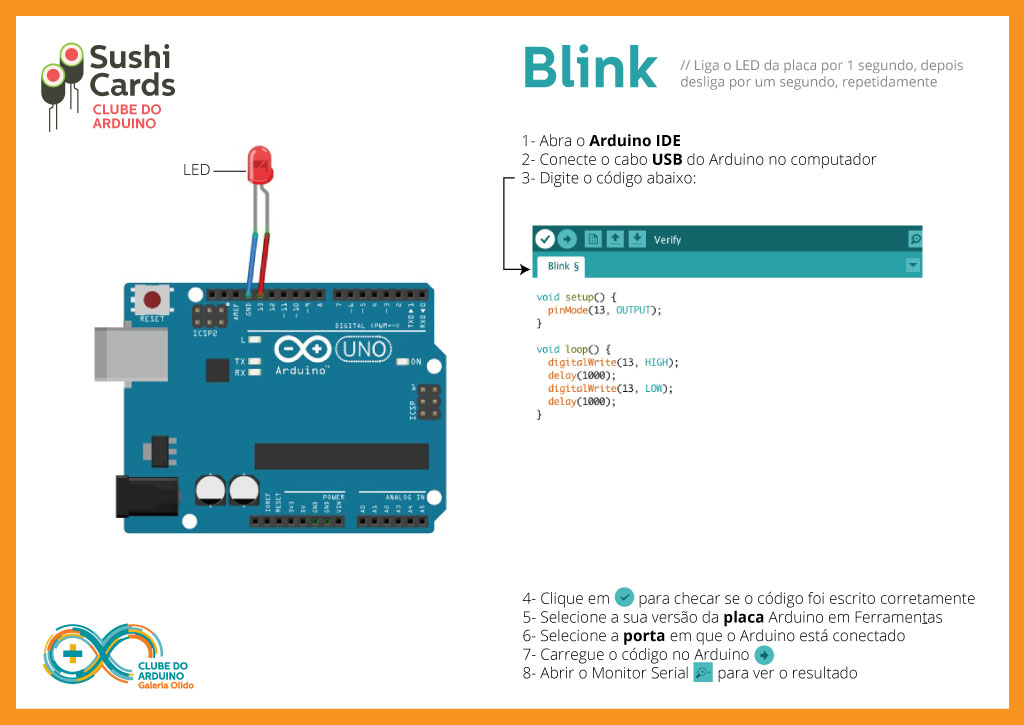 Sushi
Cards
CLUBE DO
ARDUINO
Blink
// Liga o LED da placa por 1 segundo, depois
desliga por um segundo, repetidamente
1- Abra o Arduino IDE
2- Conecte o cabo USB do Arduino no computador
3- Digite o código abaixo:
LED
Verify
Blink §
void setup() {
pinMode(13, OUTPUT);
}
void loop() {
digitalWrite(13, HIGH);
delay(1000);
digitalWrite(13, LOW);
delay(1000);
}
RESET
ICSP2
AREF
GND
13
12
~11
~10
~9
8
7
~6
~5
4
~3
2
TXD▶1
RXD◀0
DIGITAL (PWM=~)
L
TX
RX
UNO
Arduino™
ON
1
ICSP
POWER
ANALOG IN
IOREF
RESET
3V3
5V
GND
GND
VIN
A0
A1
A2
A3
A4
A5
4- Clique em para checar se o código foi escrito corretamente
5- Selecione a sua versão da placa Arduino em Ferramentas
6- Selecione a porta em que o Arduino está conectado
7- Carregue o código no Arduino
8- Abrir o Monitor Serial para ver o resultado
CLUBE DO
ARDUINO
Galeria Olido